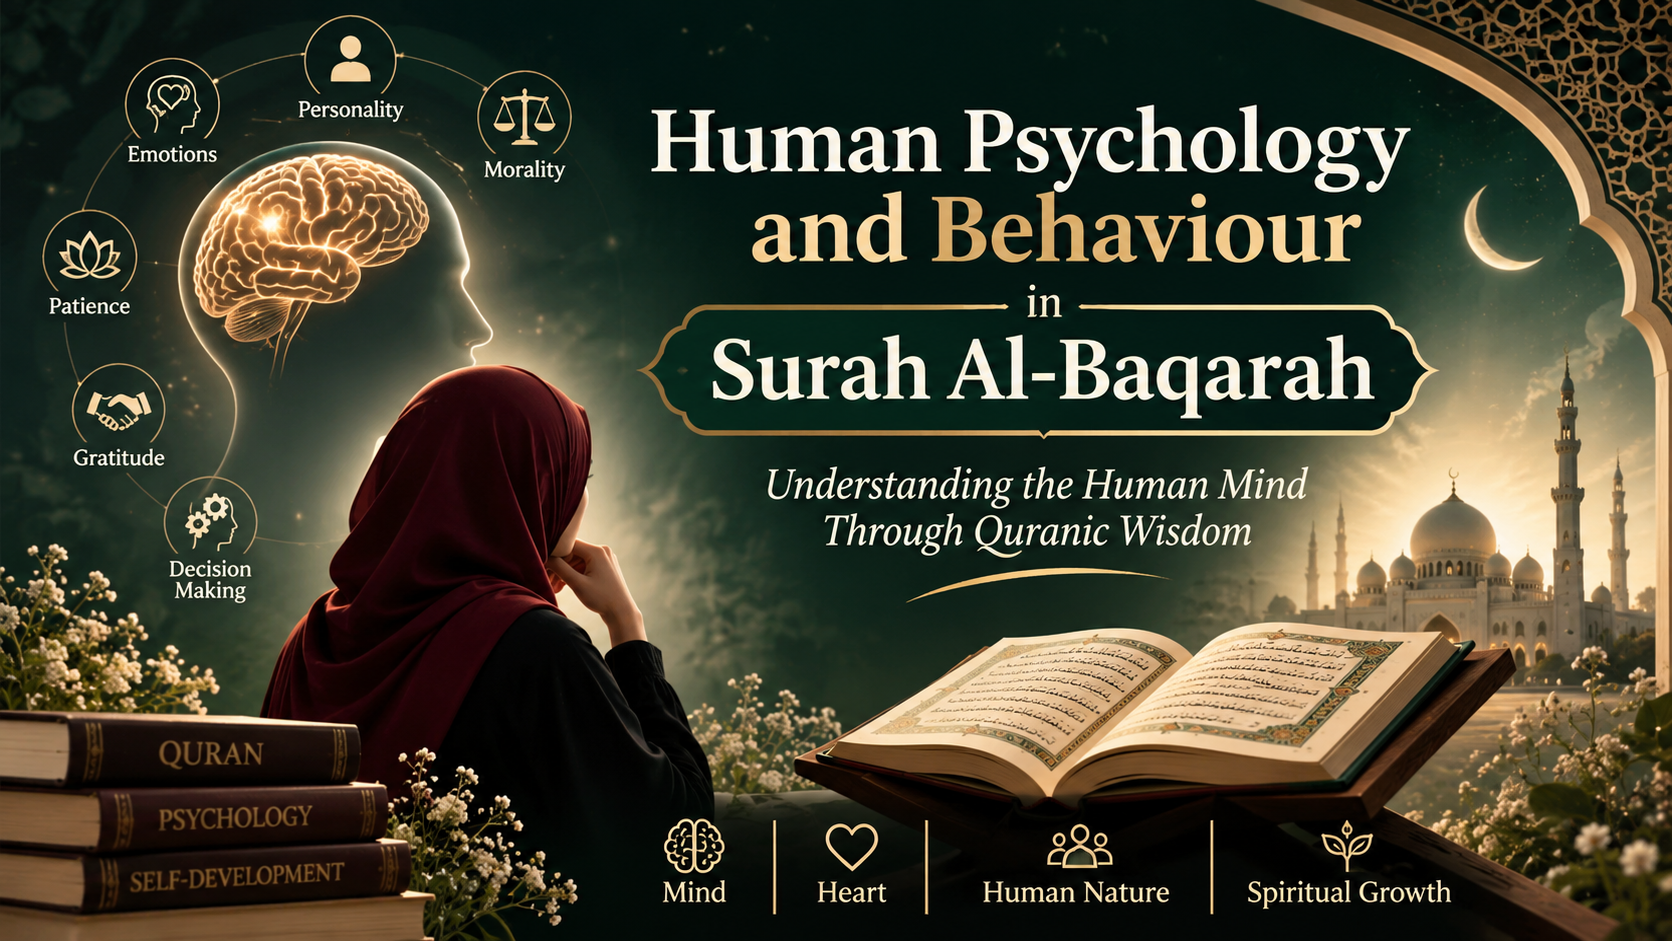 Personality
Emotions
Morality
Patience
Gratitude
Decision
Making
Human Psychology
and Behaviour
in
Surah Al-Baqarah
Understanding the Human Mind
Through Quranic Wisdom
QURAN
PSYCHOLOGY
SELF-DEVELOPMENT
Mind
Heart
Human Nature
Spiritual Growth